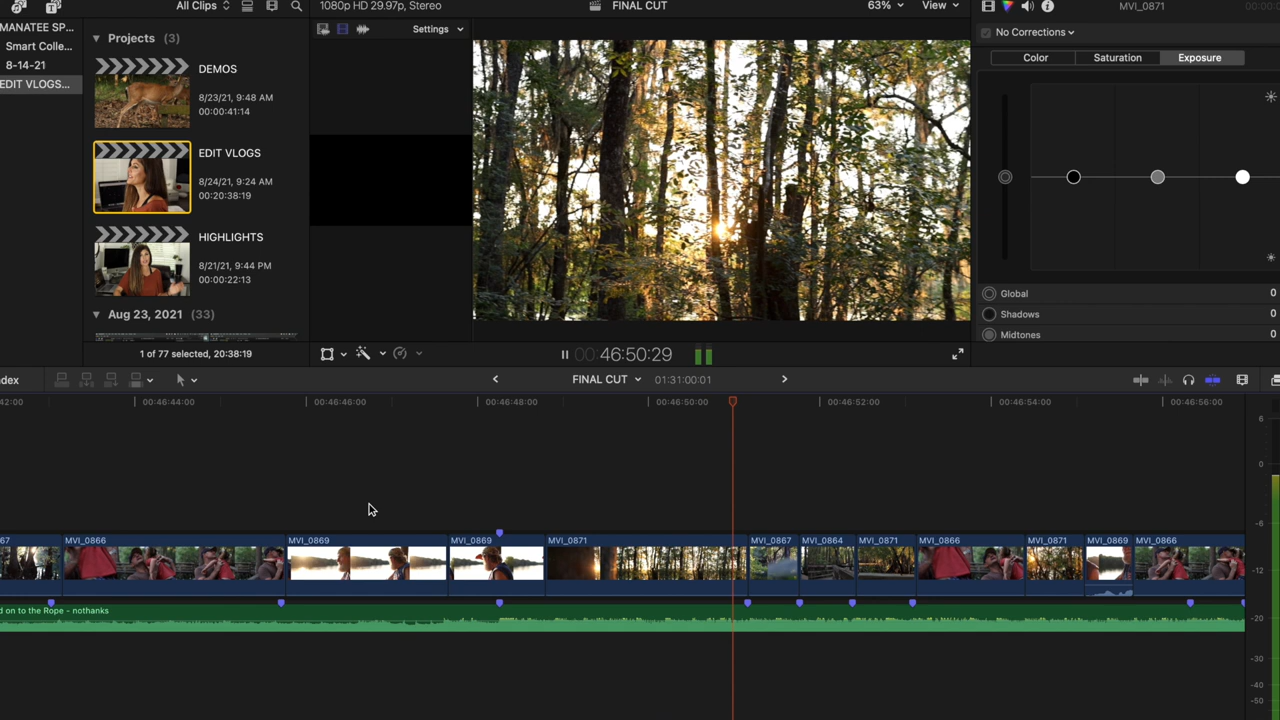 All Clips
1080p HD 29.97p, Stereo
FINAL CUT
63%
View
MVI_0871
MANATEE SP...
Smart Colle...
8-14-21
EDIT VLOGS...
Projects (3)
DEMOS
8/23/21, 9:48 AM
00:00:41:14
EDIT VLOGS
8/24/21, 9:24 AM
00:20:38:19
HIGHLIGHTS
8/21/21, 9:44 PM
00:00:22:13
Aug 23, 2021 (33)
1 of 77 selected, 20:38:19
Settings
00:46:50:29
No Corrections
Color
Saturation
Exposure
Global 0
Shadows 0
Midtones 0
ndex
FINAL CUT
01:31:00:01
42:00
00:46:44:00
00:46:46:00
00:46:48:00
00:46:50:00
00:46:52:00
00:46:54:00
00:46:56:00
67
MVI_0866
MVI_0869
MVI_0869
MVI_0871
MVI_0867
MVI_0864
MVI_0871
MVI_0866
MVI_0871
MVI_0869
MVI_0866
d on to the Rope - nothanks
6
0
-6
-12
-20
-30
-40
-50